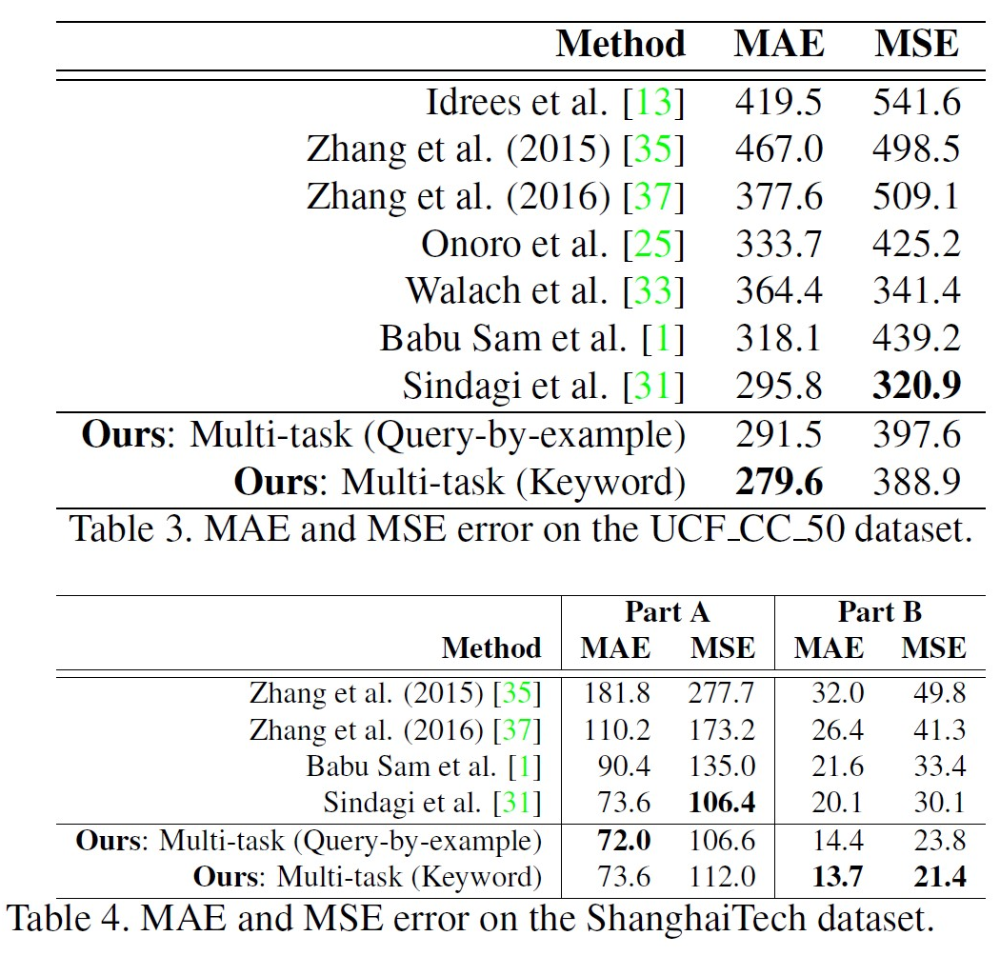 Method MAE MSE
Idrees et al. [13] 419.5 541.6
Zhang et al. (2015) [35] 467.0 498.5
Zhang et al. (2016) [37] 377.6 509.1
Onoro et al. [25] 333.7 425.2
Walach et al. [33] 364.4 341.4
Babu Sam et al. [1] 318.1 439.2
Sindagi et al. [31] 295.8 320.9
Ours: Multi-task (Query-by-example) 291.5 397.6
Ours: Multi-task (Keyword) 279.6 388.9
Table 3. MAE and MSE error on the UCF_CC_50 dataset.
Part A Part B
Method MAE MSE MAE MSE
Zhang et al. (2015) [35] 181.8 277.7 32.0 49.8
Zhang et al. (2016) [37] 110.2 173.2 26.4 41.3
Babu Sam et al. [1] 90.4 135.0 21.6 33.4
Sindagi et al. [31] 73.6 106.4 20.1 30.1
Ours: Multi-task (Query-by-example) 72.0 106.6 14.4 23.8
Ours: Multi-task (Keyword) 73.6 112.0 13.7 21.4
Table 4. MAE and MSE error on the ShanghaiTech dataset.